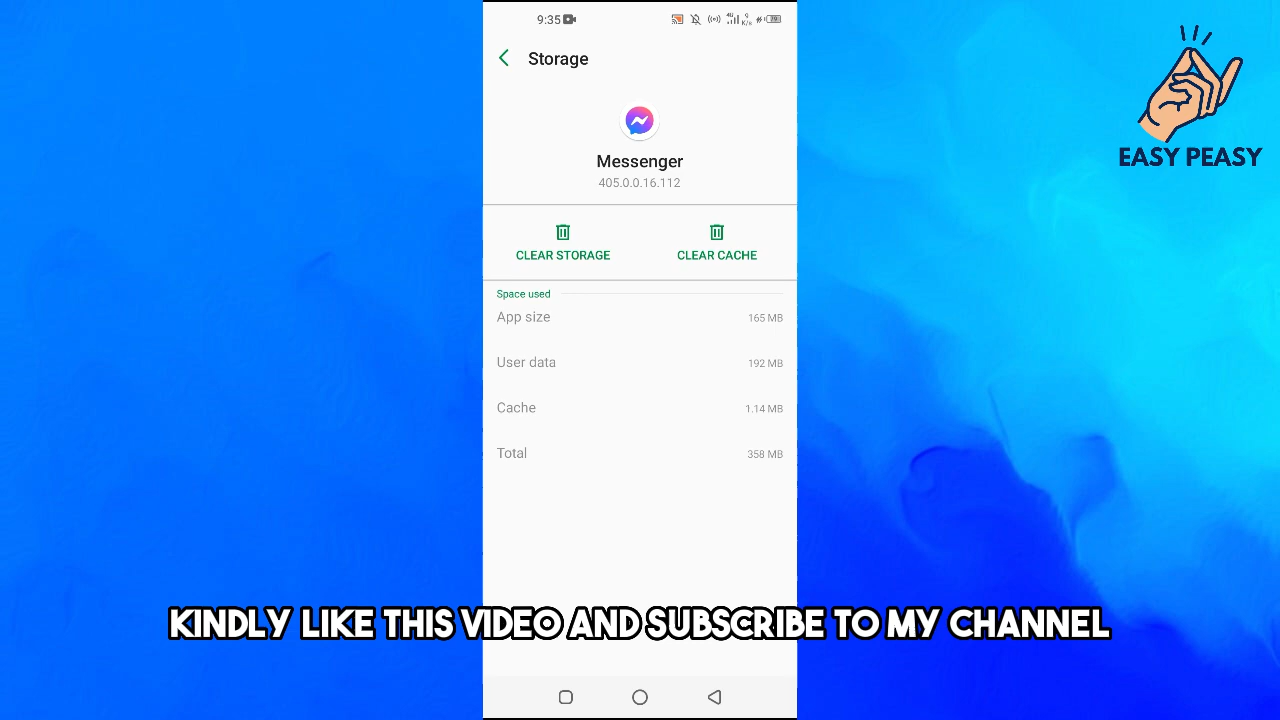 9:35
4G
K/s
79
Storage
EASY PEASY
Messenger
405.0.0.16.112
CLEAR STORAGE
CLEAR CACHE
Space used
App size
165 MB
User data
192 MB
Cache
1.14 MB
Total
358 MB
KINDLY LIKE THIS VIDEO AND SUBSCRIBE TO MY CHANNEL